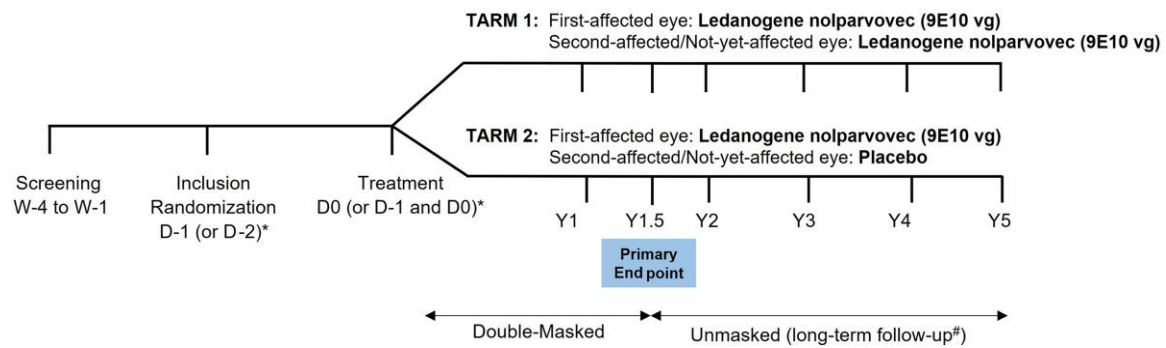 TARM 1: First-affected eye: Ledanogene nolparvovec (9E10 vg)
Second-affected/Not-yet-affected eye: Ledanogene nolparvovec (9E10 vg)
TARM 2: First-affected eye: Ledanogene nolparvovec (9E10 vg)
Second-affected/Not-yet-affected eye: Placebo
Screening
W-4 to W-1
Inclusion
Randomization
D-1 (or D-2)*
Treatment
D0 (or D-1 and D0)*
Y1 Y1.5 Y2 Y3 Y4 Y5
Primary
End point
Double-Masked
Unmasked (long-term follow-up#)